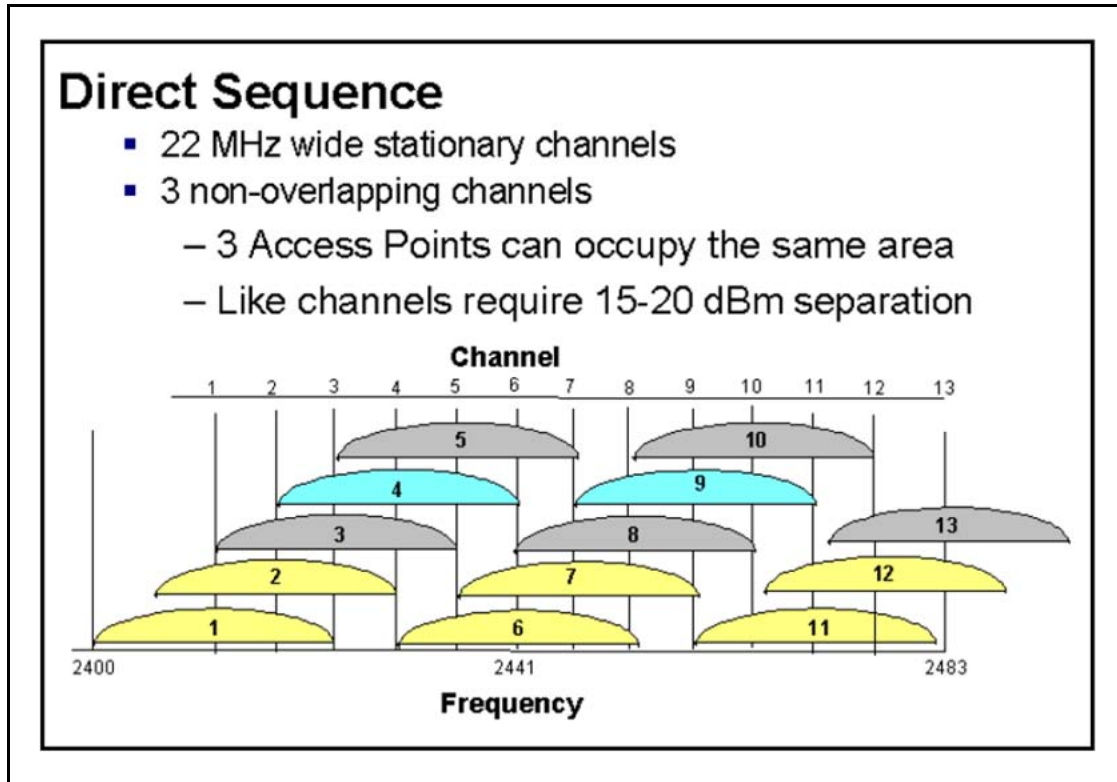 Direct Sequence
▪ 22 MHz wide stationary channels
▪ 3 non-overlapping channels
– 3 Access Points can occupy the same area
– Like channels require 15-20 dBm separation
Channel
1 2 3 4 5 6 7 8 9 10 11 12 13
5 10
4 9
3 8 13
2 7 12
1 6 11
2400 2441 2483
Frequency